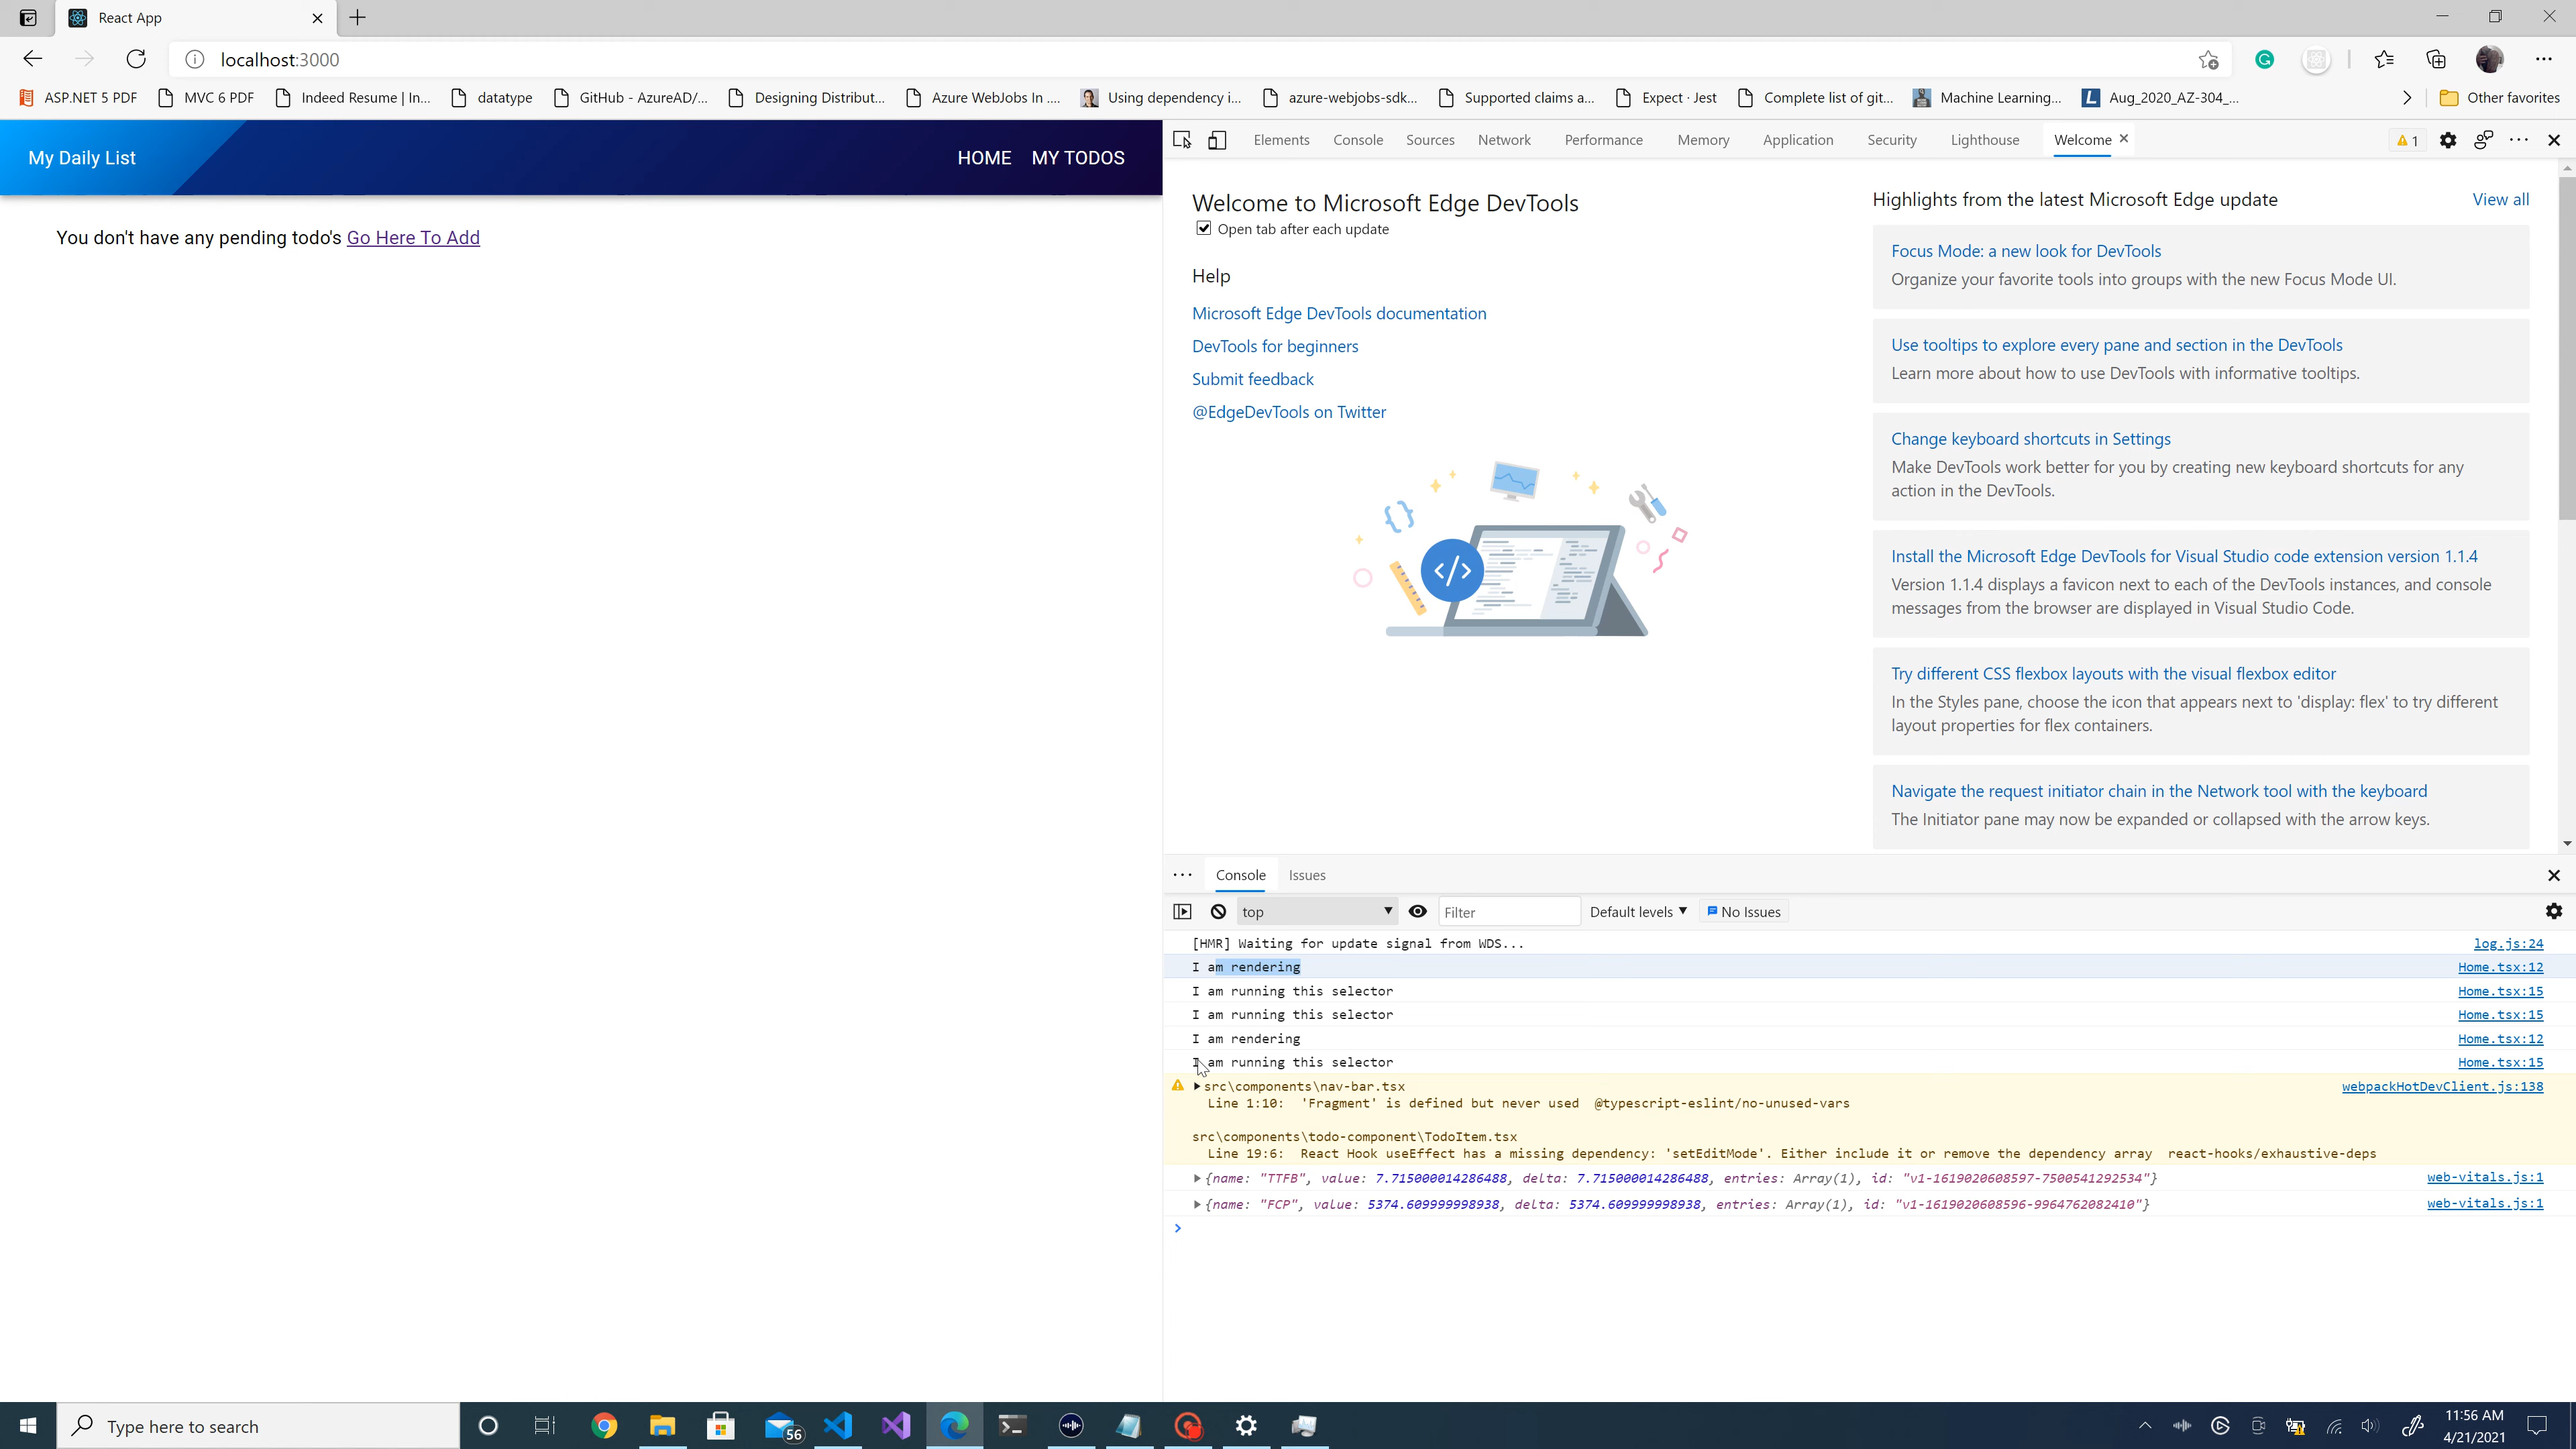 React App
localhost:3000
ASP.NET 5 PDF
MVC 6 PDF
Indeed Resume | In...
datatype
GitHub - AzureAD/...
Designing Distribut...
Azure WebJobs In ....
Using dependency i...
azure-webjobs-sdk...
Supported claims a...
Expect · Jest
Complete list of git...
Machine Learning...
Aug_2020_AZ-304_...
Other favorites
My Daily List
HOME
MY TODOS
You don't have any pending todo's Go Here To Add
Elements
Console
Sources
Network
Performance
Memory
Application
Security
Lighthouse
Welcome
1
Welcome to Microsoft Edge DevTools
Open tab after each update
Help
Microsoft Edge DevTools documentation
DevTools for beginners
Submit feedback
@EdgeDevTools on Twitter
Highlights from the latest Microsoft Edge update
View all
Focus Mode: a new look for DevTools
Organize your favorite tools into groups with the new Focus Mode UI.
Use tooltips to explore every pane and section in the DevTools
Learn more about how to use DevTools with informative tooltips.
Change keyboard shortcuts in Settings
Make DevTools work better for you by creating new keyboard shortcuts for any
action in the DevTools.
Install the Microsoft Edge DevTools for Visual Studio code extension version 1.1.4
Version 1.1.4 displays a favicon next to each of the DevTools instances, and console
messages from the browser are displayed in Visual Studio Code.
Try different CSS flexbox layouts with the visual flexbox editor
In the Styles pane, choose the icon that appears next to 'display: flex' to try different
layout properties for flex containers.
Navigate the request initiator chain in the Network tool with the keyboard
The Initiator pane may now be expanded or collapsed with the arrow keys.
Console
Issues
top
Filter
Default levels
No Issues
[HMR] Waiting for update signal from WDS... log.js:24
I am rendering Home.tsx:12
I am running this selector Home.tsx:15
I am running this selector Home.tsx:15
I am rendering Home.tsx:12
I am running this selector Home.tsx:15
src\components\nav-bar.tsx webpackHotDevClient.js:138
Line 1:10: 'Fragment' is defined but never used @typescript-eslint/no-unused-vars
src\components\todo-component\TodoItem.tsx
Line 19:6: React Hook useEffect has a missing dependency: 'setEditMode'. Either include it or remove the dependency array react-hooks/exhaustive-deps
{name: "TTFB", value: 7.715000014286488, delta: 7.715000014286488, entries: Array(1), id: "v1-1619020608597-7500541292534"} web-vitals.js:1
{name: "FCP", value: 5374.609999998938, delta: 5374.609999998938, entries: Array(1), id: "v1-1619020608596-9964762082410"} web-vitals.js:1
Type here to search
56
11:56 AM
4/21/2021